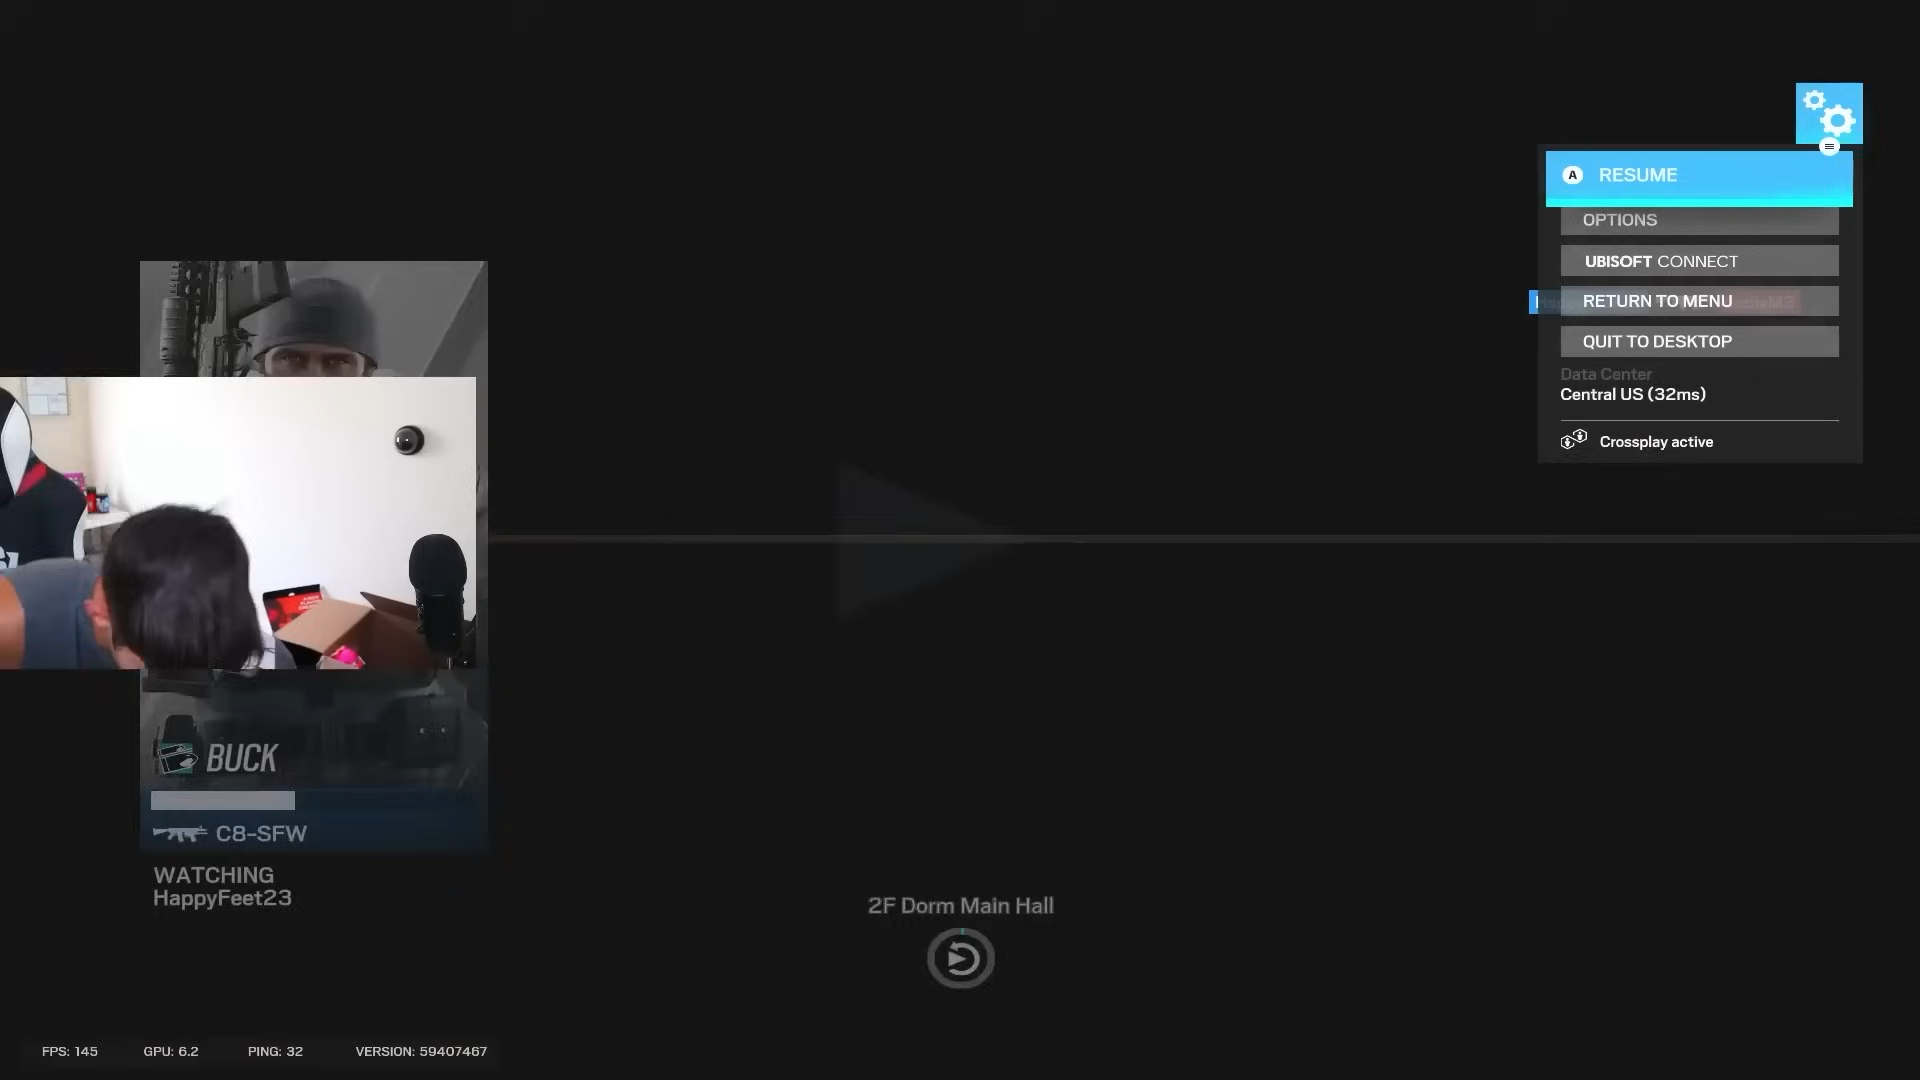 A RESUME
OPTIONS
UBISOFT CONNECT
RETURN TO MENU
QUIT TO DESKTOP
Data Center
Central US (32ms)
Crossplay active
BUCK
C8-SFW
WATCHING
HappyFeet23
2F Dorm Main Hall
FPS: 145 GPU: 6.2 PING: 32 VERSION: 59407467